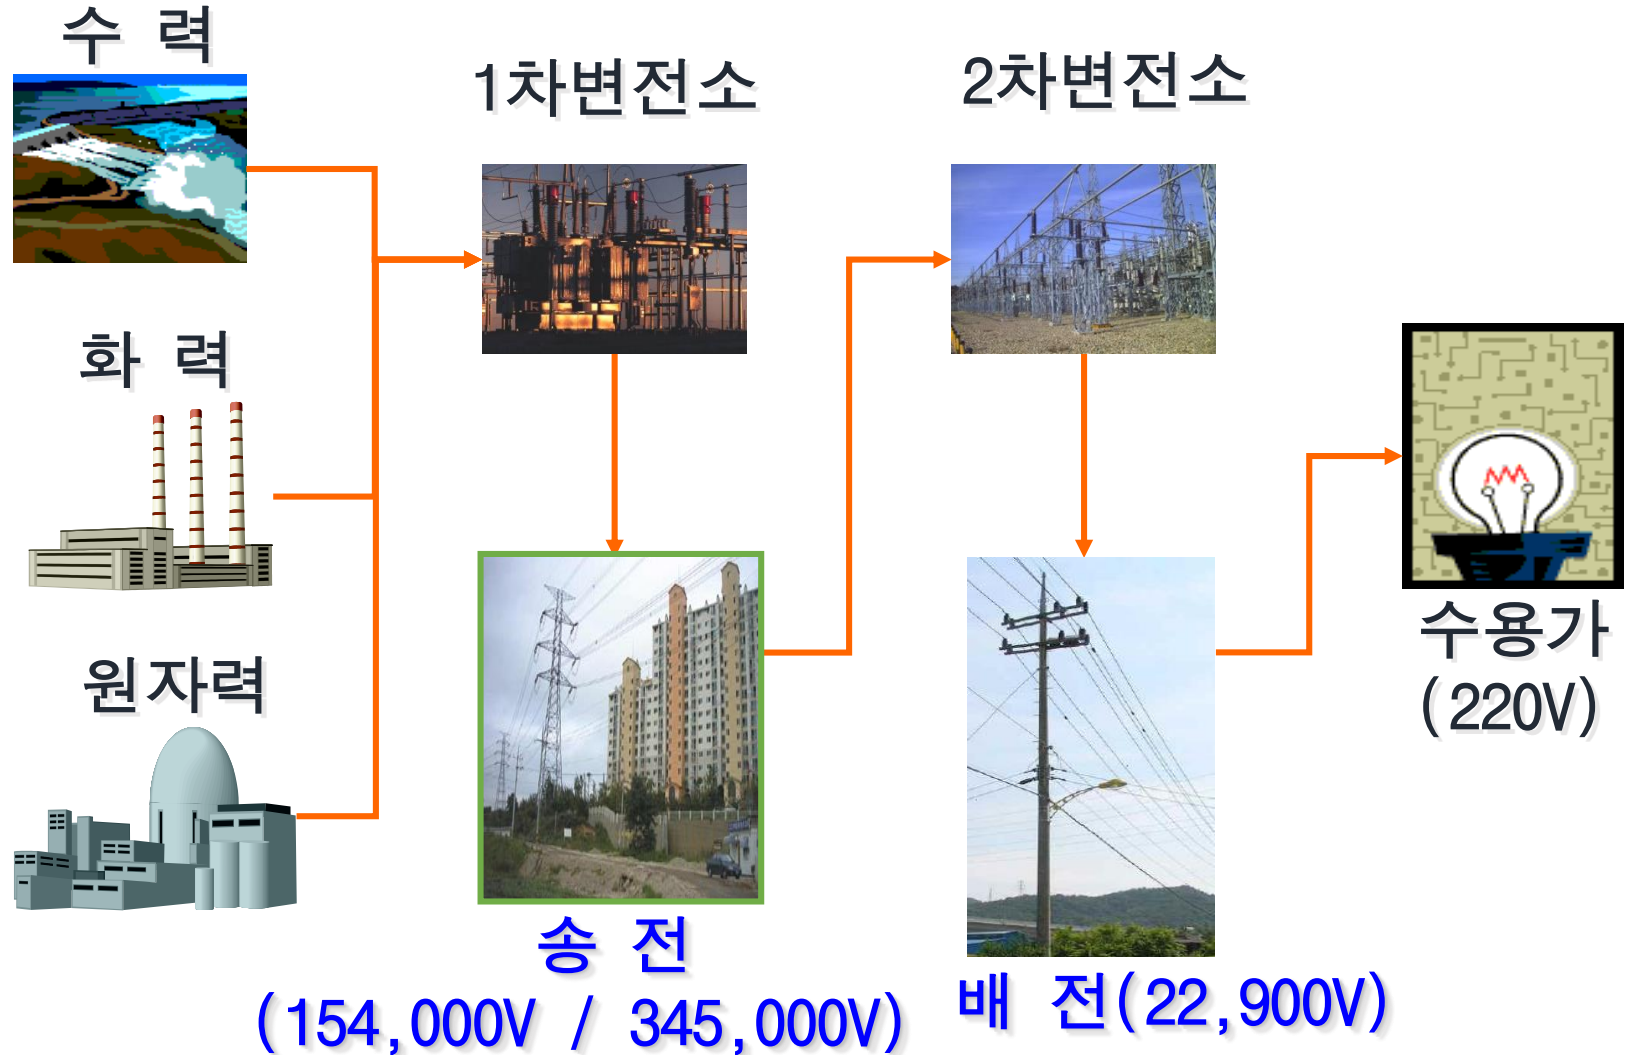 수 력
1차변전소
2차변전소
화 력
원자력
수용가
(220V)
송 전
(154,000V / 345,000V)
배 전(22,900V)